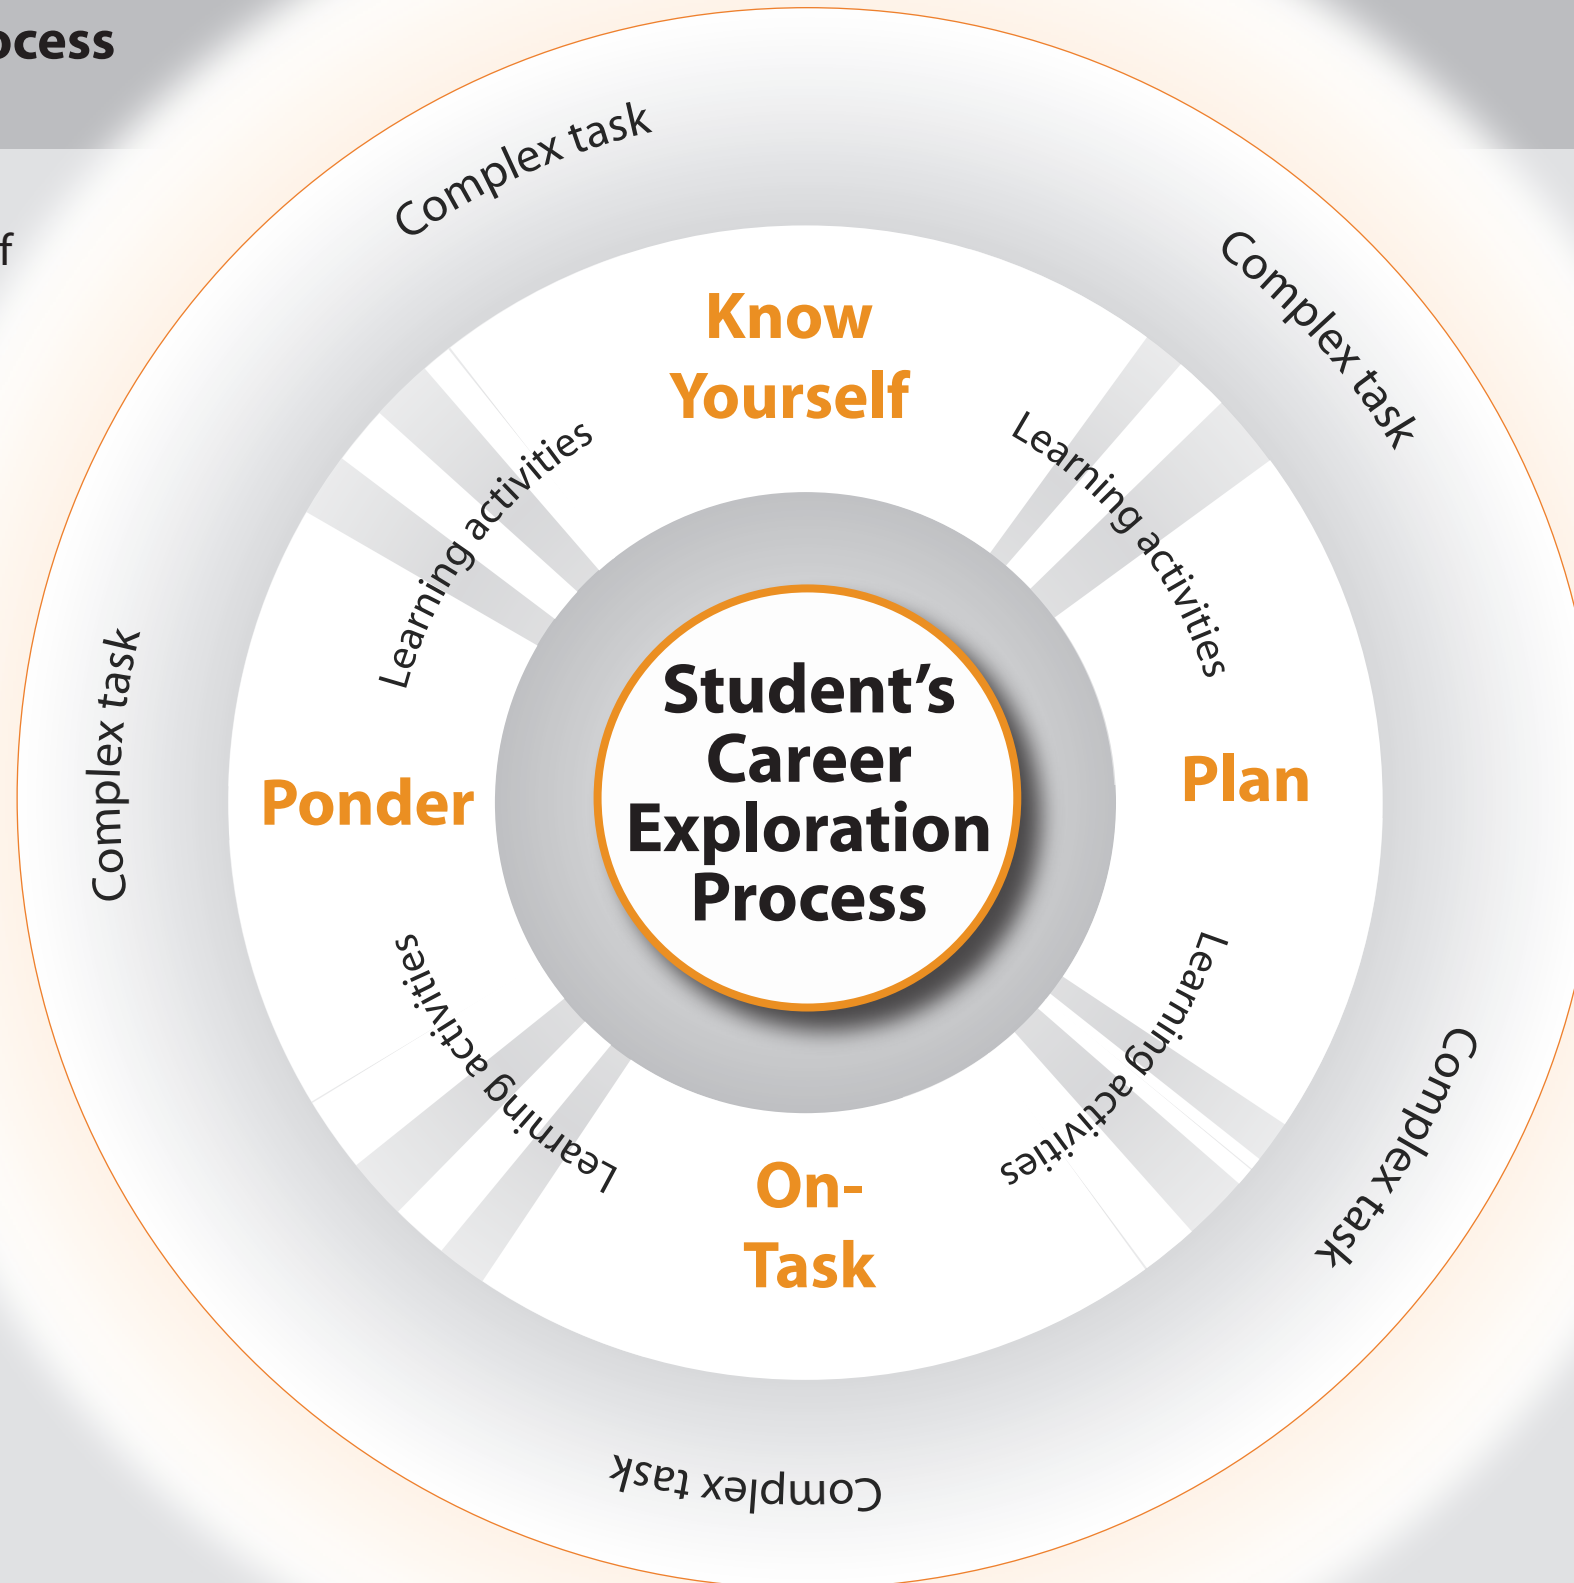 ocess
f
Complex task
Complex task
Know
Yourself
Learning activities
Learning activities
Complex task
Student’s
Career
Exploration
Process
Ponder
Plan
Learning activities
Learning activities
Complex task
On-
Task
Complex task